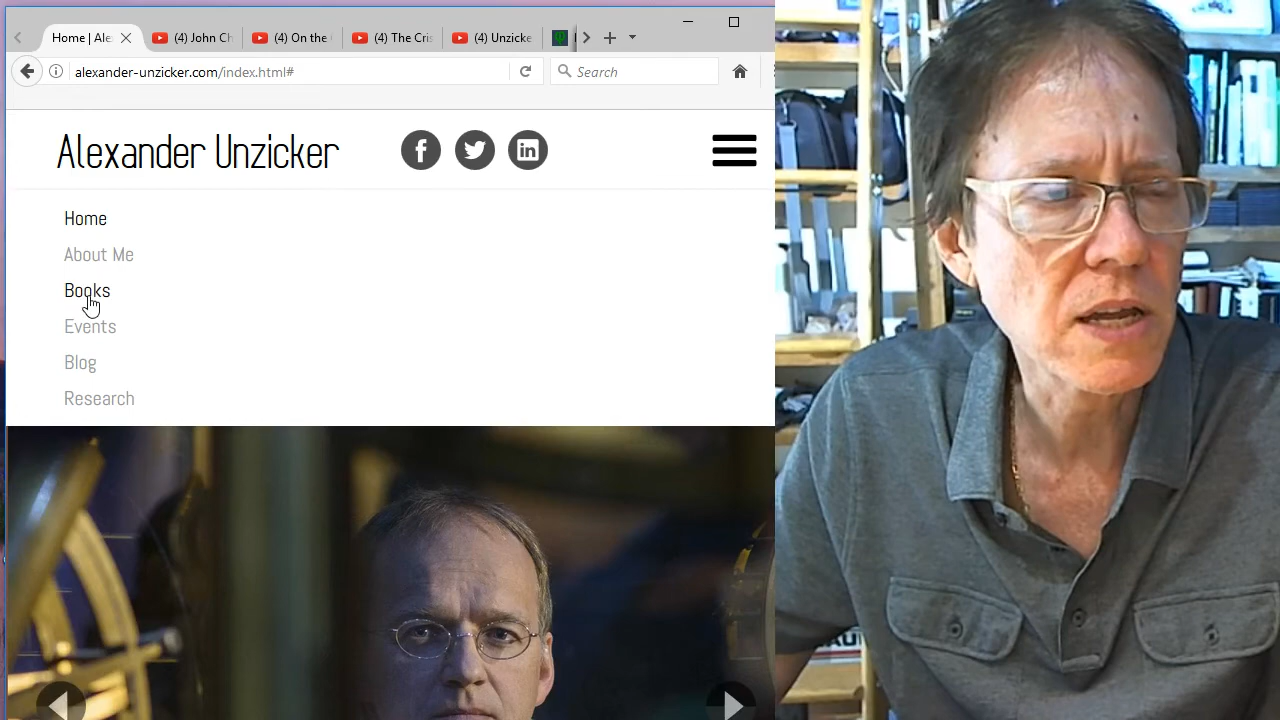 Home | Ale
(4) John Ch
(4) On the
(4) The Cris
(4) Unzicke
alexander-unzicker.com/index.html#
Search
Alexander Unzicker
Home
About Me
Books
Events
Blog
Research